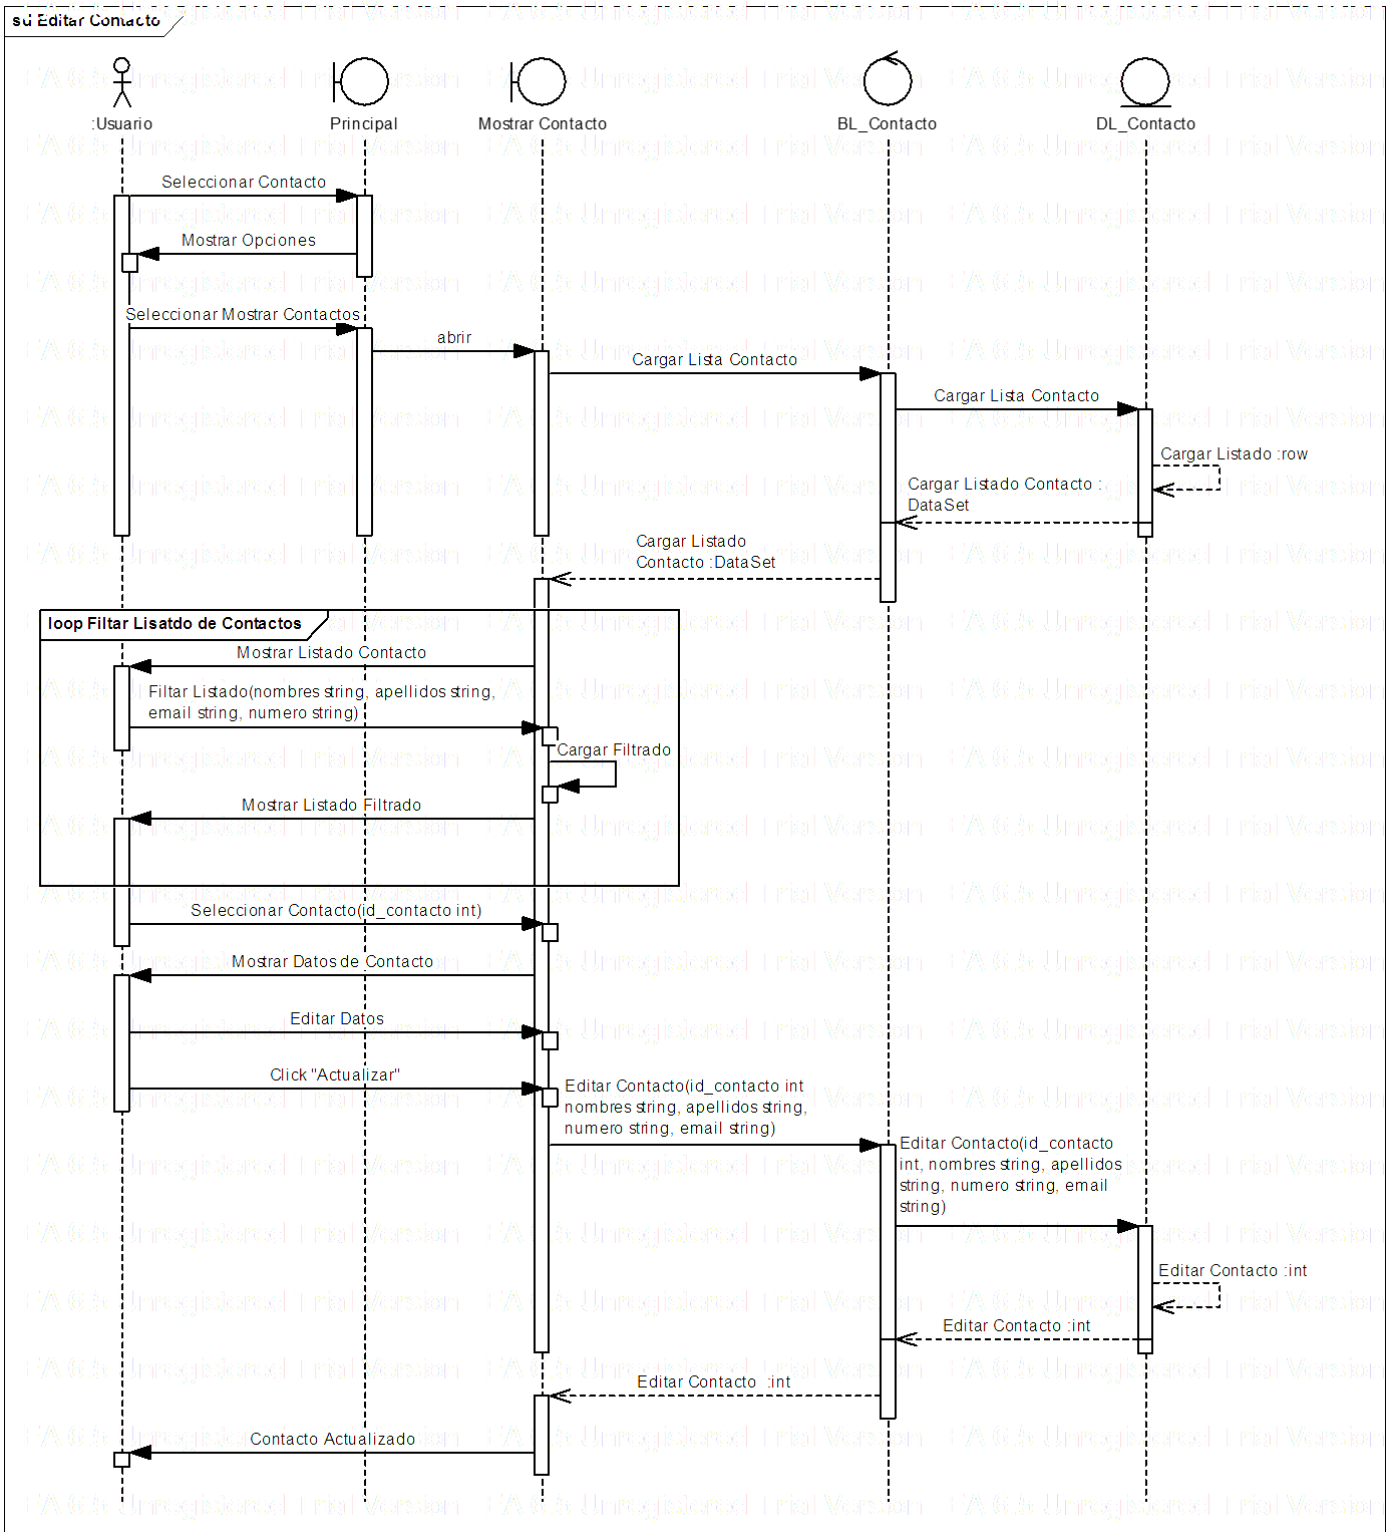 sd Editar Contacto
:Usuario
Principal
Mostrar Contacto
BL_Contacto
DL_Contacto
Seleccionar Contacto
Mostrar Opciones
Seleccionar Mostrar Contactos
abrir
Cargar Lista Contacto
Cargar Lista Contacto
Cargar Listado :row
Cargar Listado Contacto :
DataSet
Cargar Listado
Contacto :DataSet
loop Filtar Lisatdo de Contactos
Mostrar Listado Contacto
Filtar Listado(nombres string, apellidos string,
email string, numero string)
Cargar Filtrado
Mostrar Listado Filtrado
Seleccionar Contacto(id_contacto int)
Mostrar Datos de Contacto
Editar Datos
Click "Actualizar"
Editar Contacto(id_contacto int
nombres string, apellidos string,
numero string, email string)
Editar Contacto(id_contacto
int, nombres string, apellidos
string, numero string, email
string)
Editar Contacto :int
Editar Contacto :int
Editar Contacto :int
Contacto Actualizado